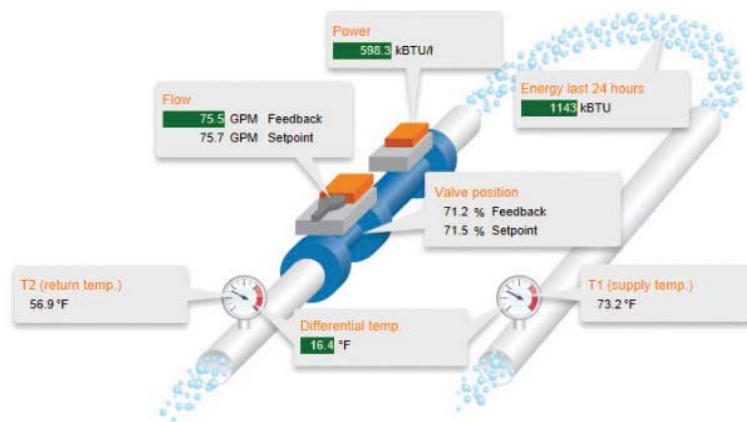 Power
598.3 kBTU/l
Energy last 24 hours
1143 kBTU
Flow
75.5 GPM Feedback
75.7 GPM Setpoint
Valve position
71.2 % Feedback
71.5 % Setpoint
T2 (return temp.)
56.9 °F
T1 (supply temp.)
73.2 °F
Differential temp.
16.4 °F